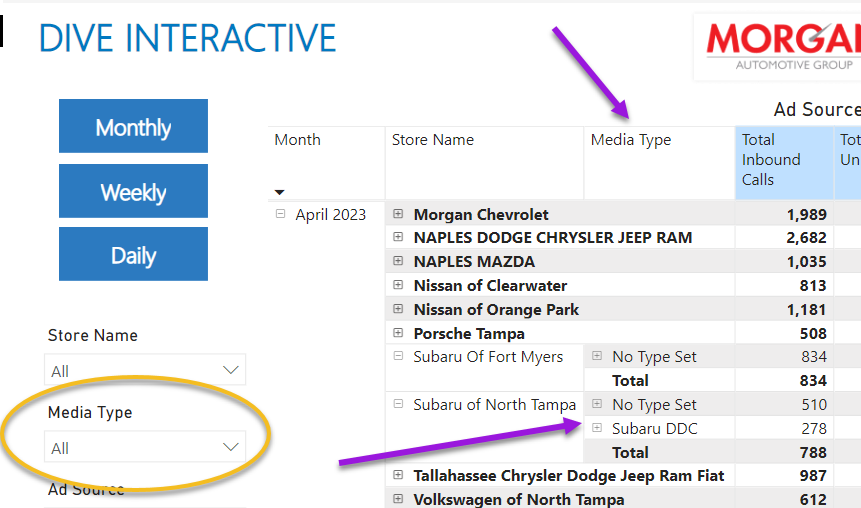 DIVE INTERACTIVE
MORGAN
AUTOMOTIVE GROUP
Monthly
Weekly
Daily
Ad Source
Month Store Name Media Type Total Inbound Calls Tot Un
April 2023 Morgan Chevrolet 1,989
NAPLES DODGE CHRYSLER JEEP RAM 2,682
NAPLES MAZDA 1,035
Nissan of Clearwater 813
Nissan of Orange Park 1,181
Porsche Tampa 508
Subaru Of Fort Myers No Type Set 834
Total 834
Subaru of North Tampa No Type Set 510
Subaru DDC 278
Total 788
Tallahassee Chrysler Dodge Jeep Ram Fiat 987
Volkswagen of North Tampa 612
Store Name
All
Media Type
All
Ad Source